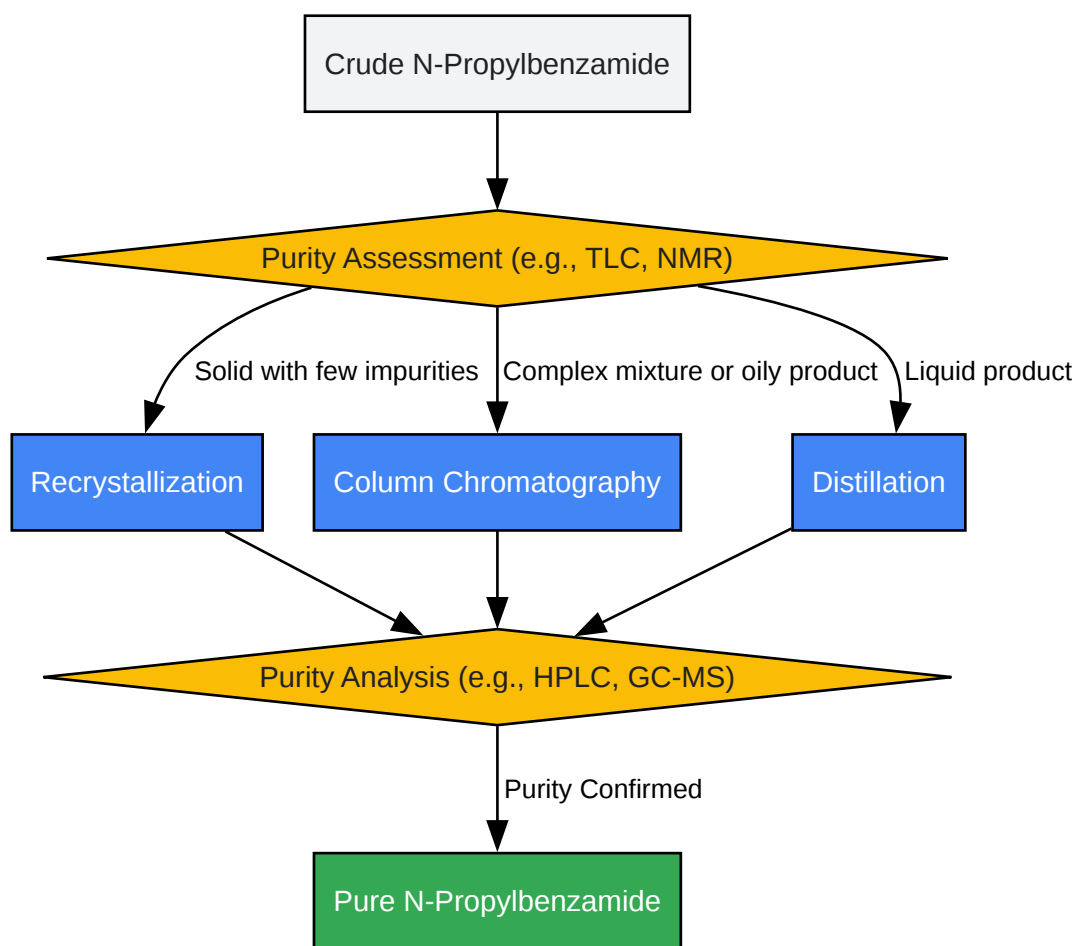 Crude N-Propylbenzamide
Purity Assessment (e.g., TLC, NMR)
Solid with few impurities
Complex mixture or oily product
Liquid product
Recrystallization
Column Chromatography
Distillation
Purity Analysis (e.g., HPLC, GC-MS)
Purity Confirmed
Pure N-Propylbenzamide